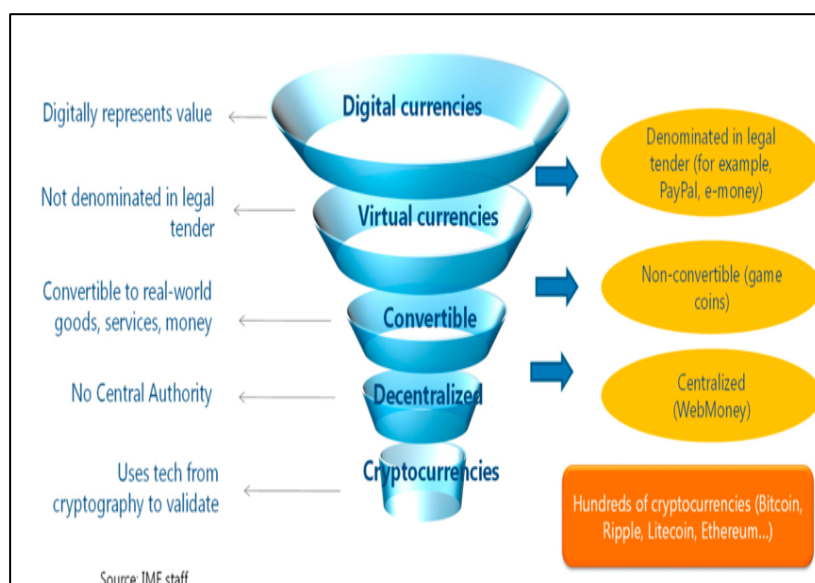 Digitally represents value
Digital currencies
Denominated in legal
tender (for example,
PayPal, e-money)
Not denominated in legal
tender
Virtual currencies
Non-convertible (game
coins)
Convertible to real-world
goods, services, money
Convertible
Centralized
(WebMoney)
No Central Authority
Decentralized
Uses tech from
cryptography to validate
Cryptocurrencies
Hundreds of cryptocurrencies (Bitcoin,
Ripple, Litecoin, Ethereum...)
Source: IMF staff